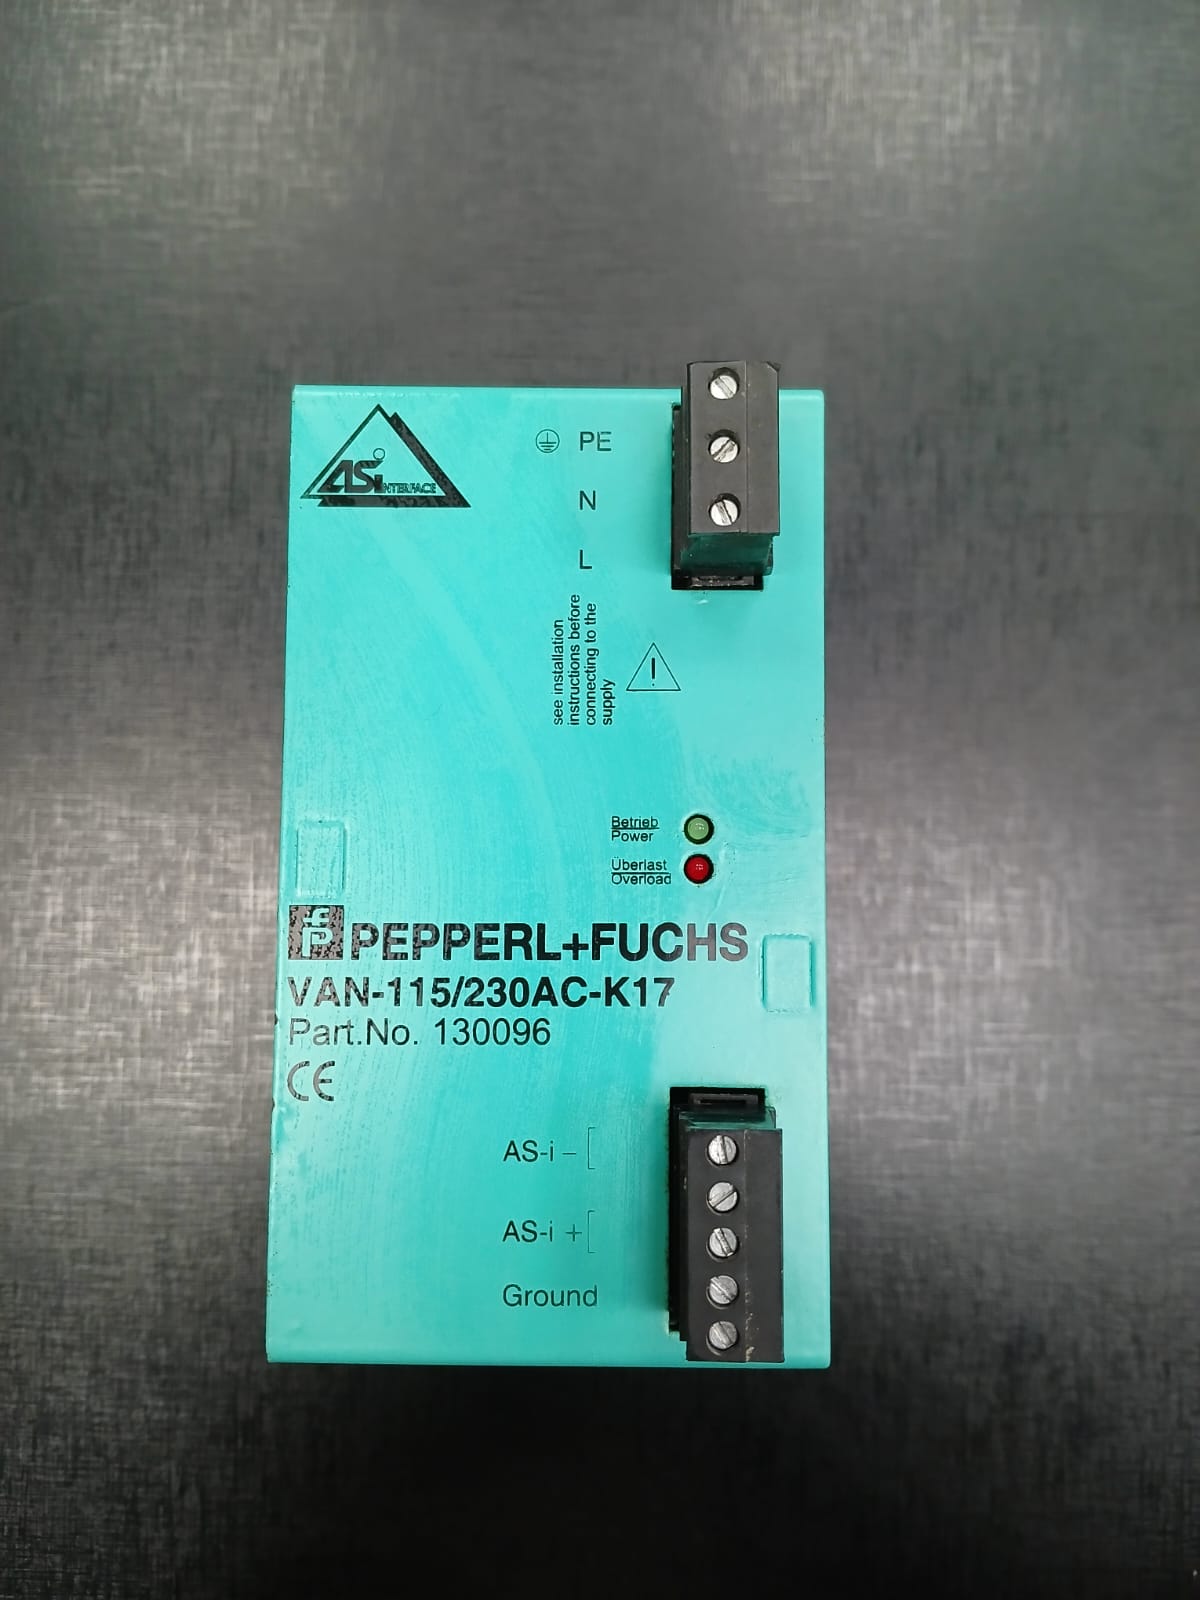 ASi INTERFACE
PE
N
L
see installation
instructions before
connecting to the
supply
!
Betrieb
Power
Überlast
Overload
PEPPERL+FUCHS
VAN-115/230AC-K17
Part.No. 130096
CE
AS-i –
AS-i +
Ground